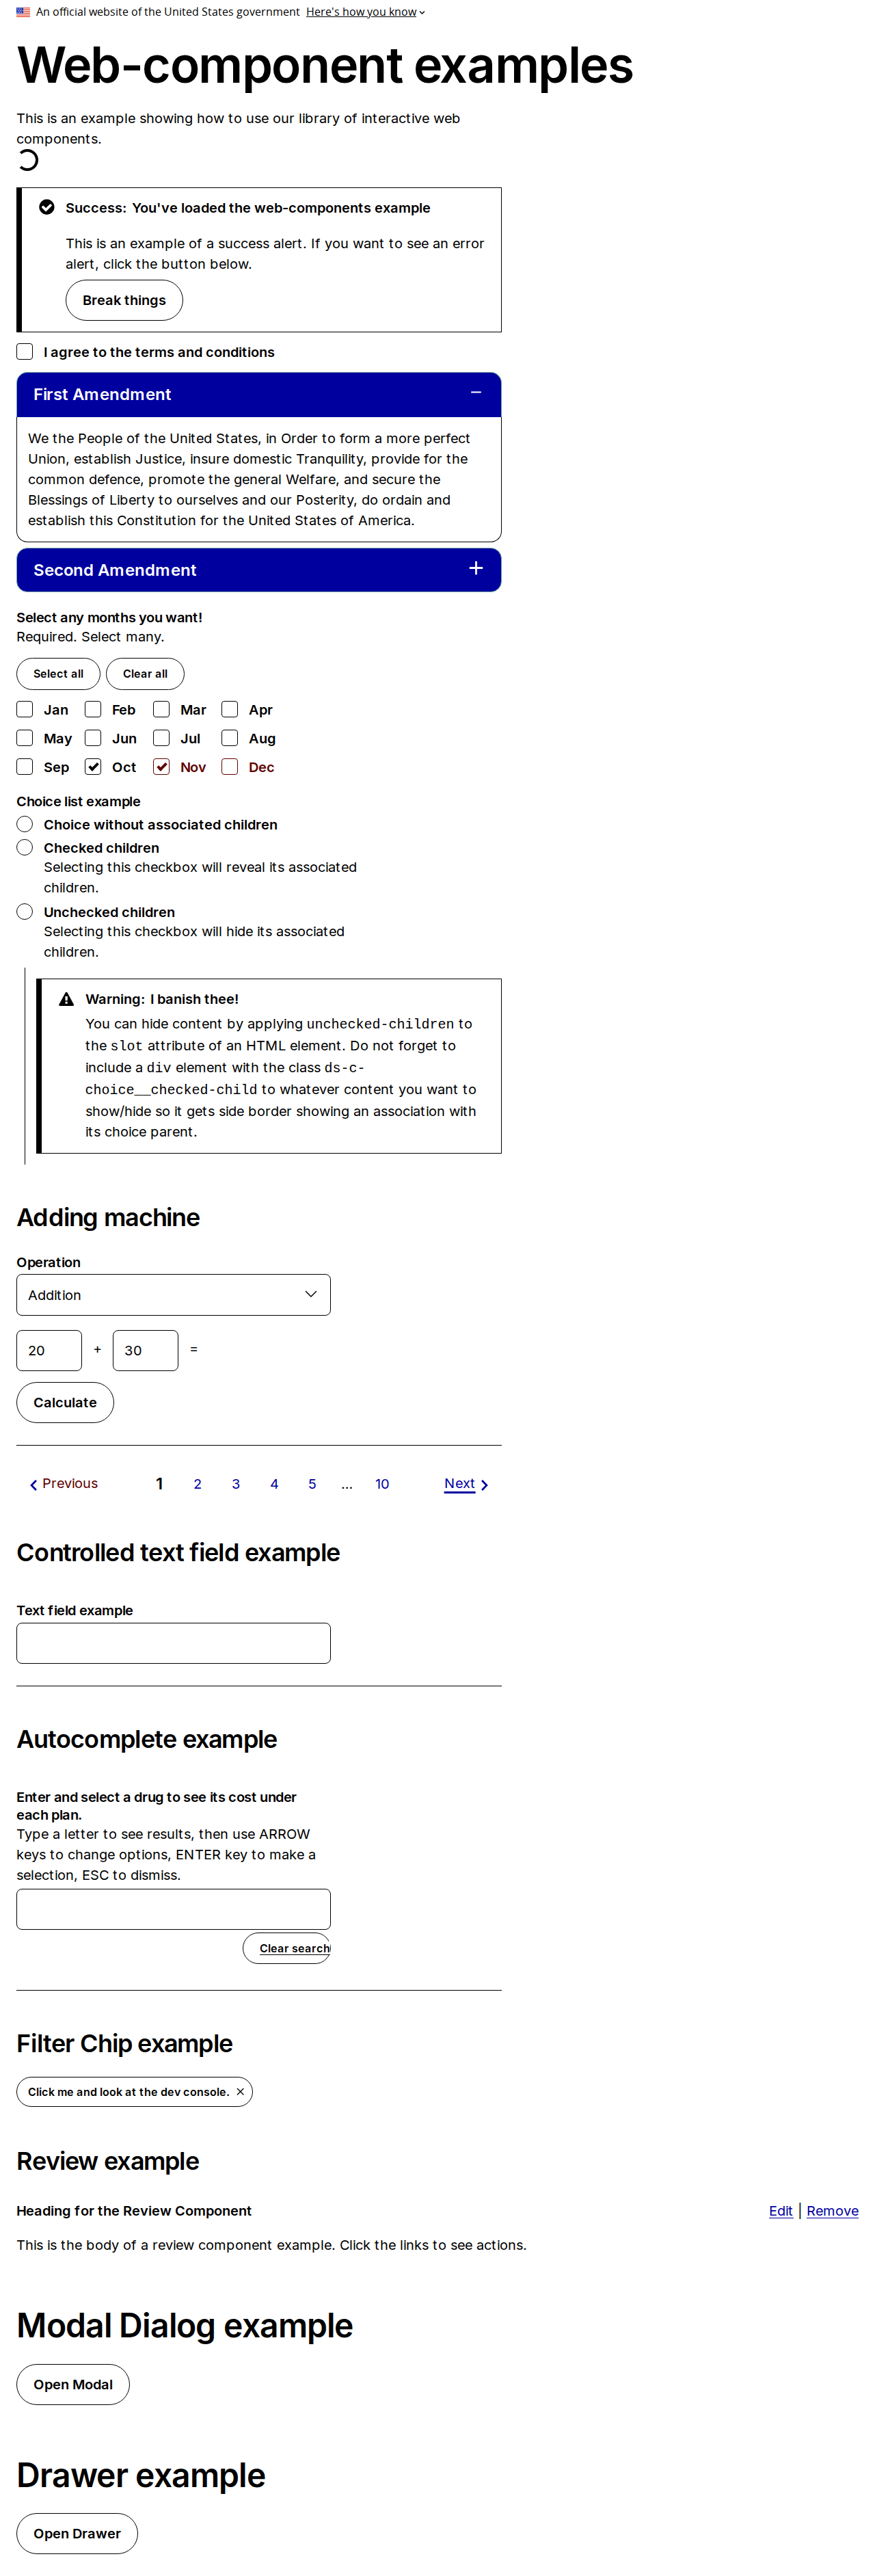 An official website of the United States government Here's how you know
Web-component examples
This is an example showing how to use our library of interactive web
components.
Success: You've loaded the web-components example
This is an example of a success alert. If you want to see an error
alert, click the button below.
Break things
I agree to the terms and conditions
First Amendment
We the People of the United States, in Order to form a more perfect
Union, establish Justice, insure domestic Tranquility, provide for the
common defence, promote the general Welfare, and secure the
Blessings of Liberty to ourselves and our Posterity, do ordain and
establish this Constitution for the United States of America.
Second Amendment
Select any months you want!
Required. Select many.
Select all Clear all
Jan Feb Mar Apr
May Jun Jul Aug
Sep Oct Nov Dec
Choice list example
Choice without associated children
Checked children
Selecting this checkbox will reveal its associated
children.
Unchecked children
Selecting this checkbox will hide its associated
children.
Warning: I banish thee!
You can hide content by applying unchecked-children to
the slot attribute of an HTML element. Do not forget to
include a div element with the class ds-c-
choice__checked-child to whatever content you want to
show/hide so it gets side border showing an association with
its choice parent.
Adding machine
Operation
Addition
20 + 30 =
Calculate
Previous 1 2 3 4 5 … 10 Next
Controlled text field example
Text field example
Autocomplete example
Enter and select a drug to see its cost under
each plan.
Type a letter to see results, then use ARROW
keys to change options, ENTER key to make a
selection, ESC to dismiss.
Clear search
Filter Chip example
Click me and look at the dev console.
Review example
Heading for the Review Component Edit | Remove
This is the body of a review component example. Click the links to see actions.
Modal Dialog example
Open Modal
Drawer example
Open Drawer